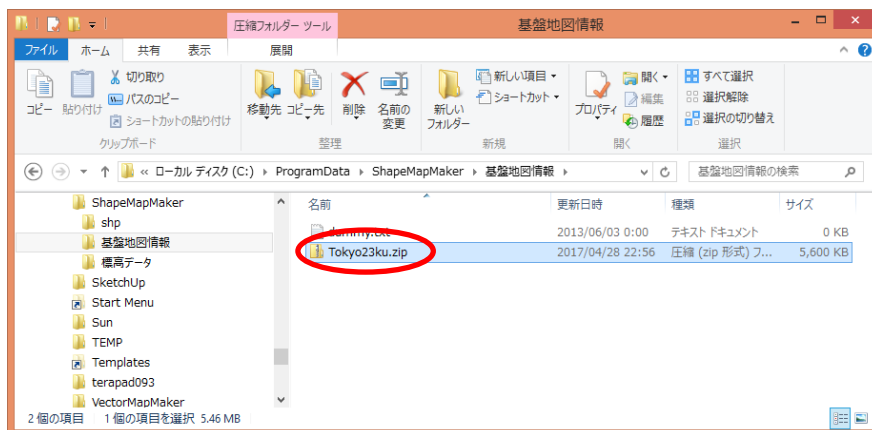 圧縮フォルダー ツール
基盤地図情報
ファイル ホーム 共有 表示 展開
コピー 貼り付け 切り取り パスのコピー ショートカットの貼り付け
移動先 コピー先 削除 名前の変更
新しいフォルダー 新しい項目 ショートカット
プロパティ 開く 編集 履歴
すべて選択 選択解除 選択の切り替え
クリップボード 整理 新規 開く 選択
« ローカル ディスク (C:) ProgramData ShapeMapMaker 基盤地図情報
基盤地図情報の検索
名前 更新日時 種類 サイズ
ShapeMapMaker
shp
基盤地図情報
標高データ
SketchUp
Start Menu
Sun
TEMP
Templates
terapad093
VectorMapMaker
dummy.txt 2013/06/03 0:00 テキスト ドキュメント 0 KB
Tokyo23ku.zip 2017/04/28 22:56 圧縮 (zip 形式) フ... 5,600 KB
2 個の項目 1 個の項目を選択 5.46 MB